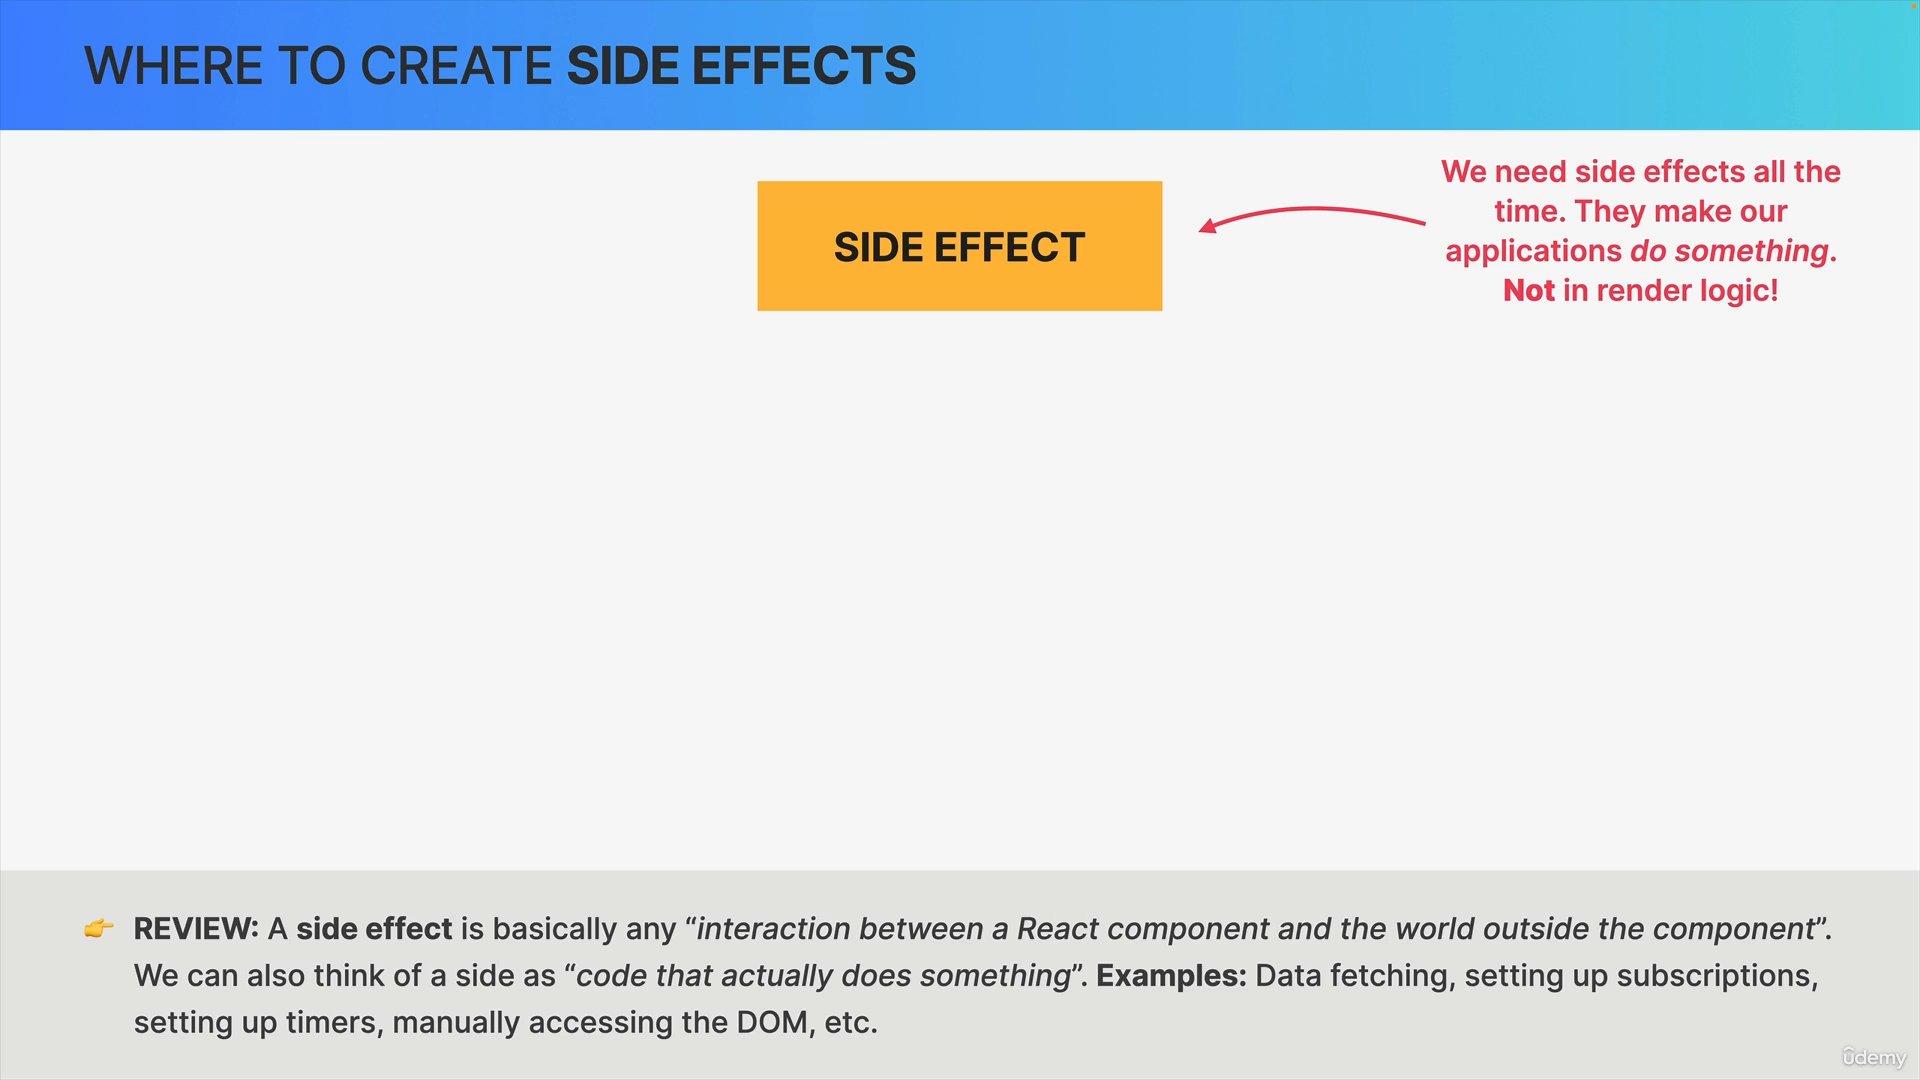 WHERE TO CREATE SIDE EFFECTS
SIDE EFFECT
We need side effects all the
time. They make our
applications do something.
Not in render logic!
👉 REVIEW: A side effect is basically any “interaction between a React component and the world outside the component”.
We can also think of a side as “code that actually does something”. Examples: Data fetching, setting up subscriptions,
setting up timers, manually accessing the DOM, etc.
ûdemy